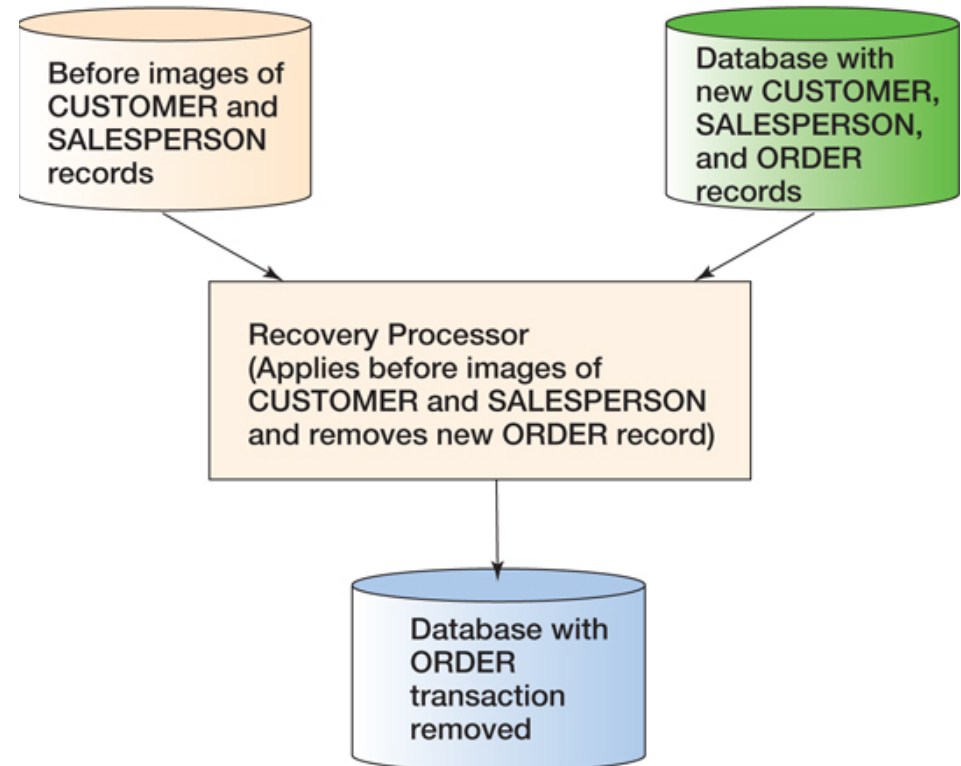 Before images of
CUSTOMER and
SALESPERSON
records
Database with
new CUSTOMER,
SALESPERSON,
and ORDER
records
Recovery Processor
(Applies before images of
CUSTOMER and SALESPERSON
and removes new ORDER record)
Database with
ORDER
transaction
removed